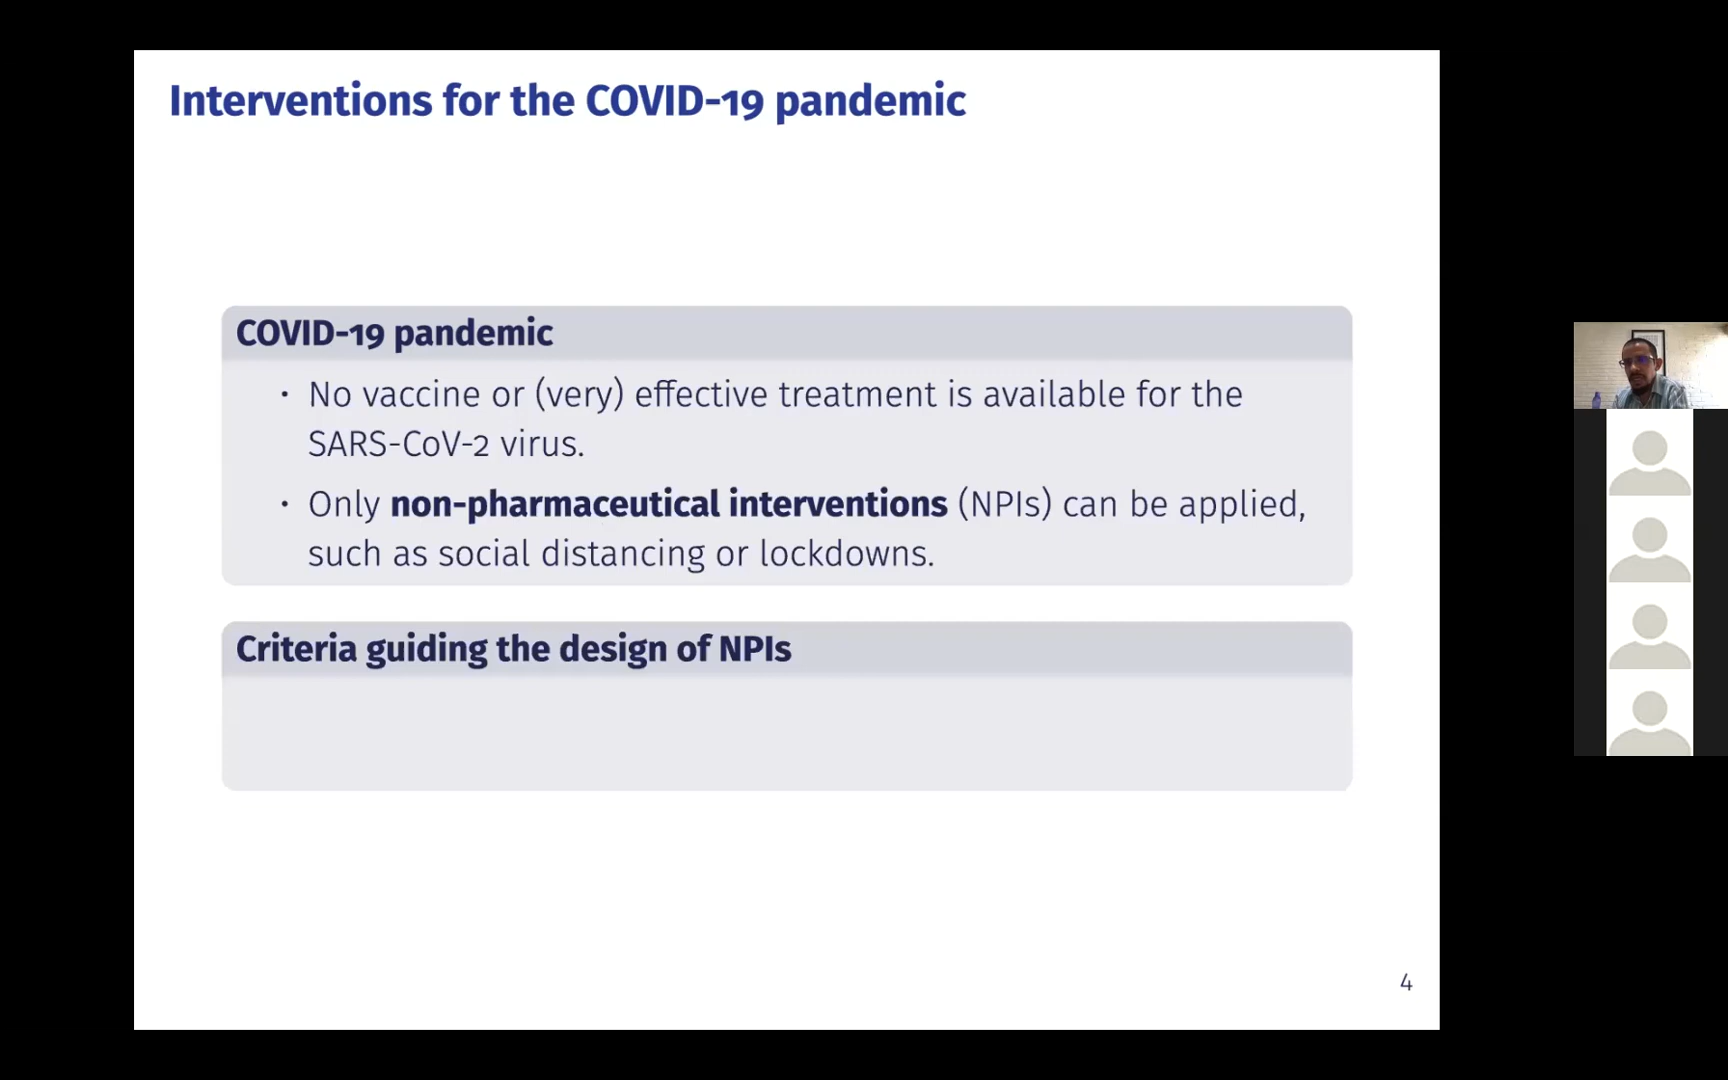 Interventions for the COVID-19 pandemic
COVID-19 pandemic
· No vaccine or (very) effective treatment is available for the
SARS-CoV-2 virus.
· Only non-pharmaceutical interventions (NPIs) can be applied,
such as social distancing or lockdowns.
Criteria guiding the design of NPIs
4